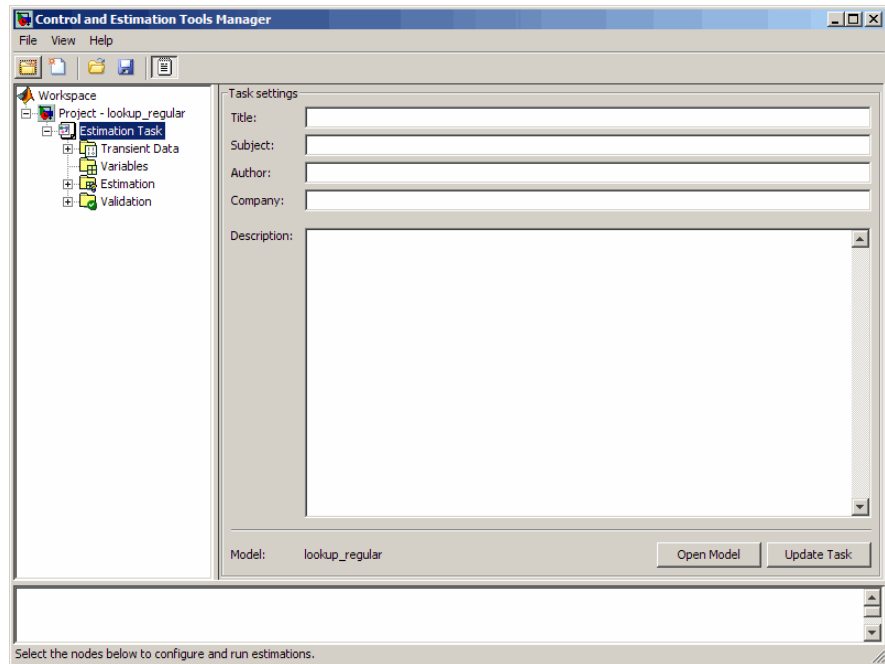 Control and Estimation Tools Manager
File View Help
Workspace
Project - lookup_regular
Estimation Task
Transient Data
Variables
Estimation
Validation
Task settings
Title:
Subject:
Author:
Company:
Description:
Model: lookup_regular
Open Model
Update Task
Select the nodes below to configure and run estimations.